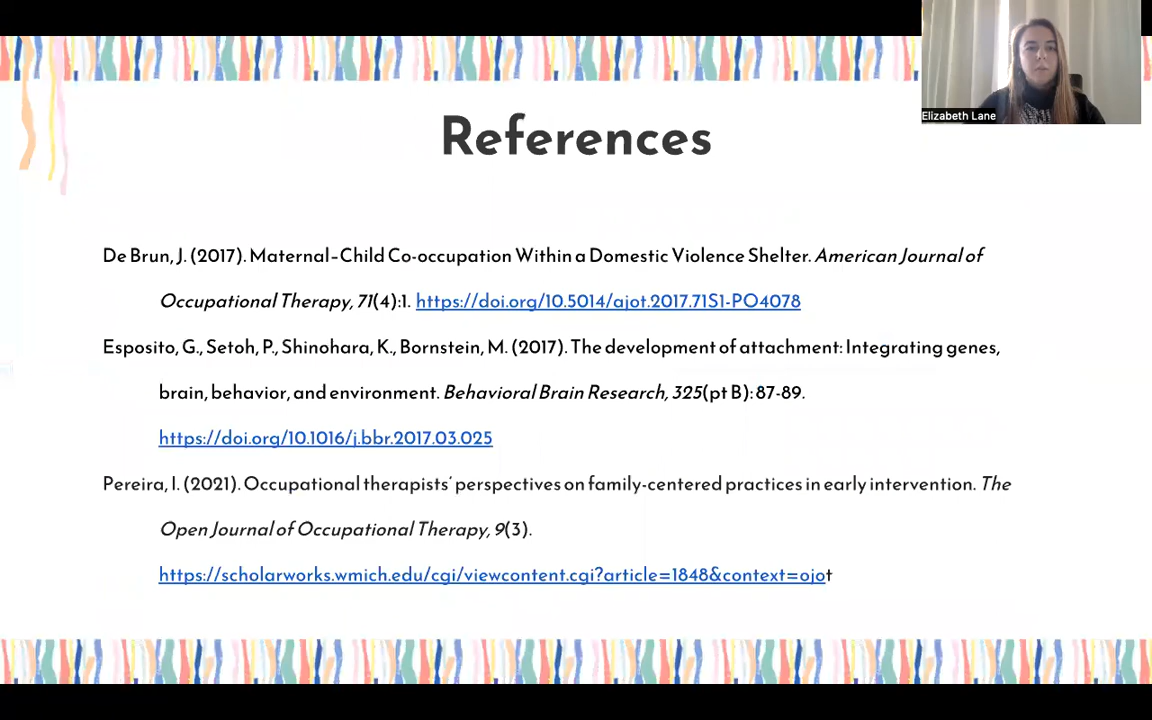 Elizabeth Lane
References
De Brun, J. (2017). Maternal–Child Co-occupation Within a Domestic Violence Shelter. American Journal of
Occupational Therapy, 71(4):1. https://doi.org/10.5014/ajot.2017.71S1-PO4078
Esposito, G., Setoh, P., Shinohara, K., Bornstein, M. (2017). The development of attachment: Integrating genes,
brain, behavior, and environment. Behavioral Brain Research, 325(pt B): 87-89.
https://doi.org/10.1016/j.bbr.2017.03.025
Pereira, I. (2021). Occupational therapists’ perspectives on family-centered practices in early intervention. The
Open Journal of Occupational Therapy, 9(3).
https://scholarworks.wmich.edu/cgi/viewcontent.cgi?article=1848&context=ojot